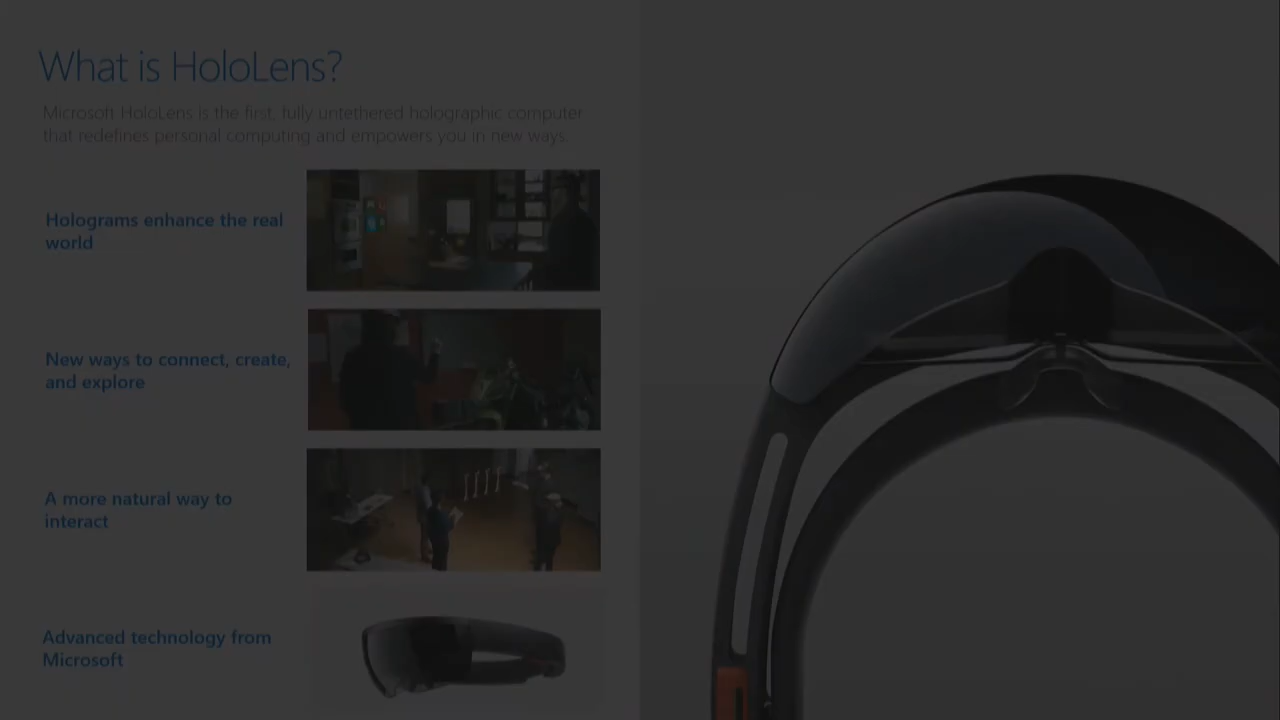 What is HoloLens?
Microsoft HoloLens is the first, fully untethered holographic computer
that redefines personal computing and empowers you in new ways.
Holograms enhance the real
world
New ways to connect, create,
and explore
A more natural way to
interact
Advanced technology from
Microsoft